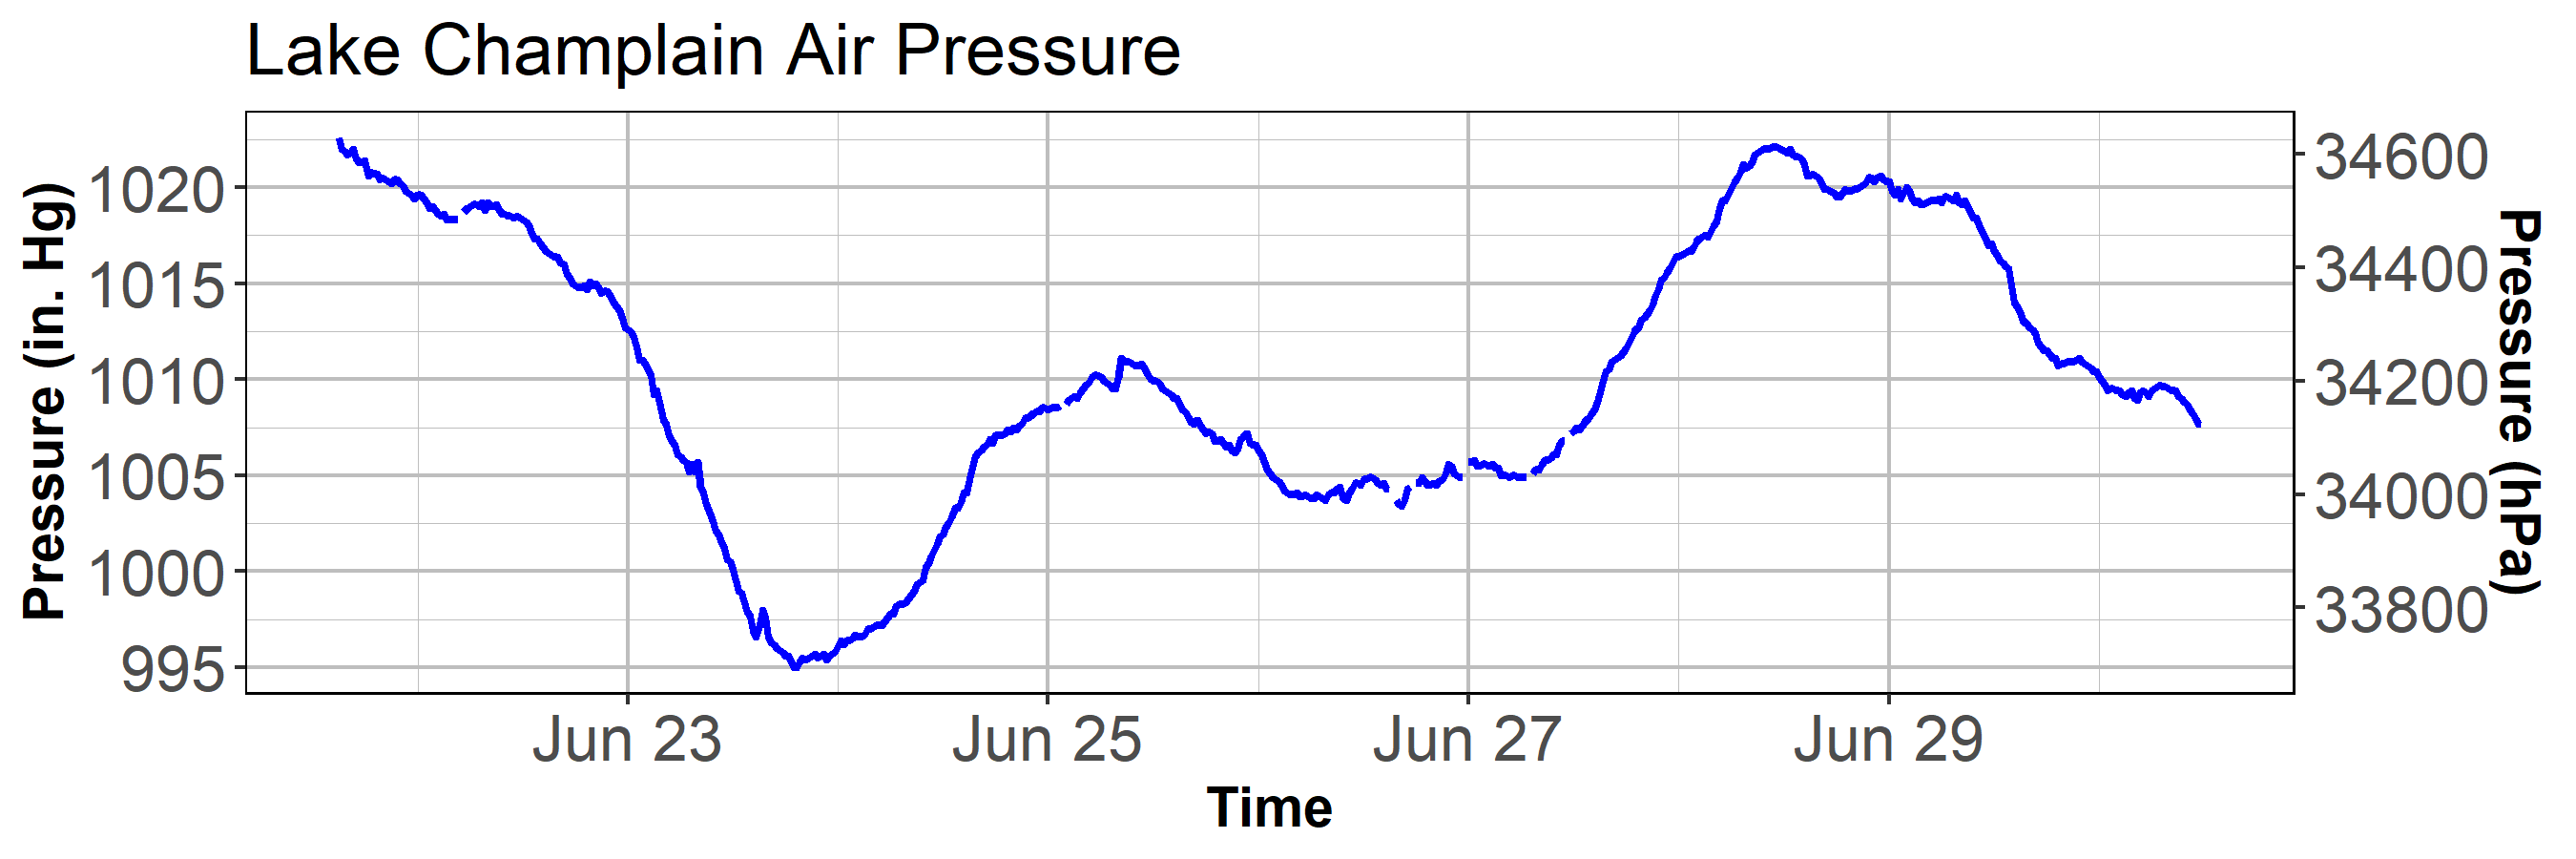 Lake Champlain Air Pressure
Pressure (in. Hg)
1020
1015
1010
1005
1000
995
34600
34400
34200
34000
33800
Pressure (hPa)
Jun 23 Jun 25 Jun 27 Jun 29
Time